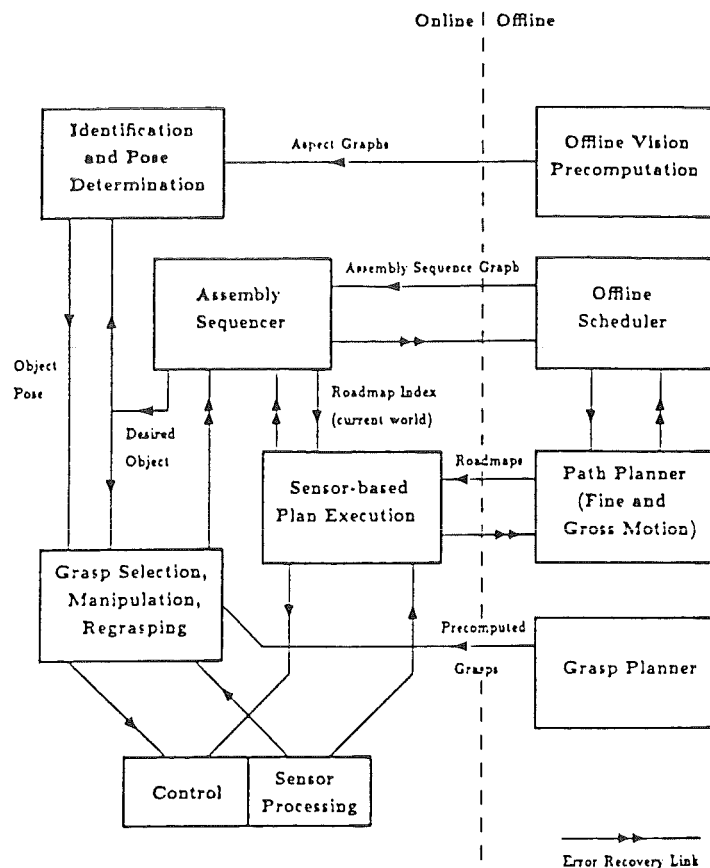 Online
Offline
Identification
and Pose
Determination
Aspect Graphs
Offline Vision
Precomputation
Assembly
Sequencer
Assembly Sequence Graph
Offline
Scheduler
Object
Pose
Desired
Object
Roadmap Index
(current world)
Sensor-based
Plan Execution
Roadmaps
Path Planner
(Fine and
Gross Motion)
Grasp Selection,
Manipulation,
Regrasping
Precomputed
Grasps
Grasp Planner
Control
Sensor
Processing
Error Recovery Link